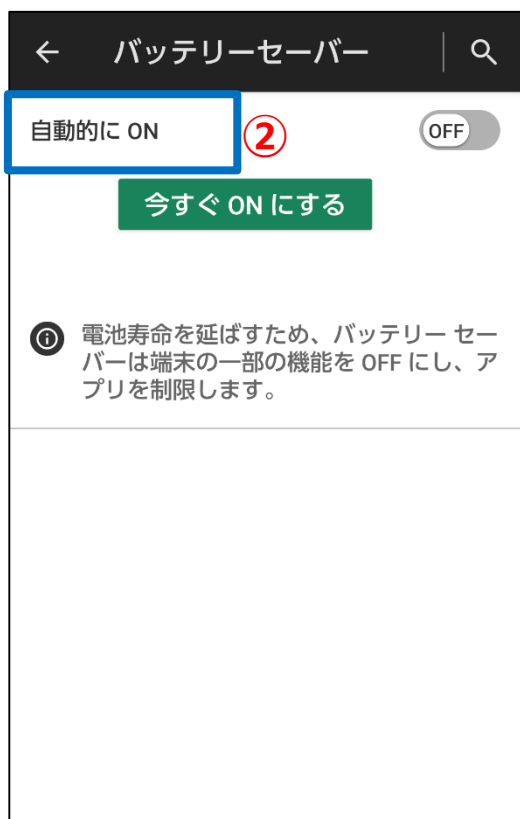 バッテリーセーバー
自動的に ON
②
OFF
今すぐ ON にする
電池寿命を延ばすため、バッテリー セー
バーは端末の一部の機能を OFF にし、ア
プリを制限します。